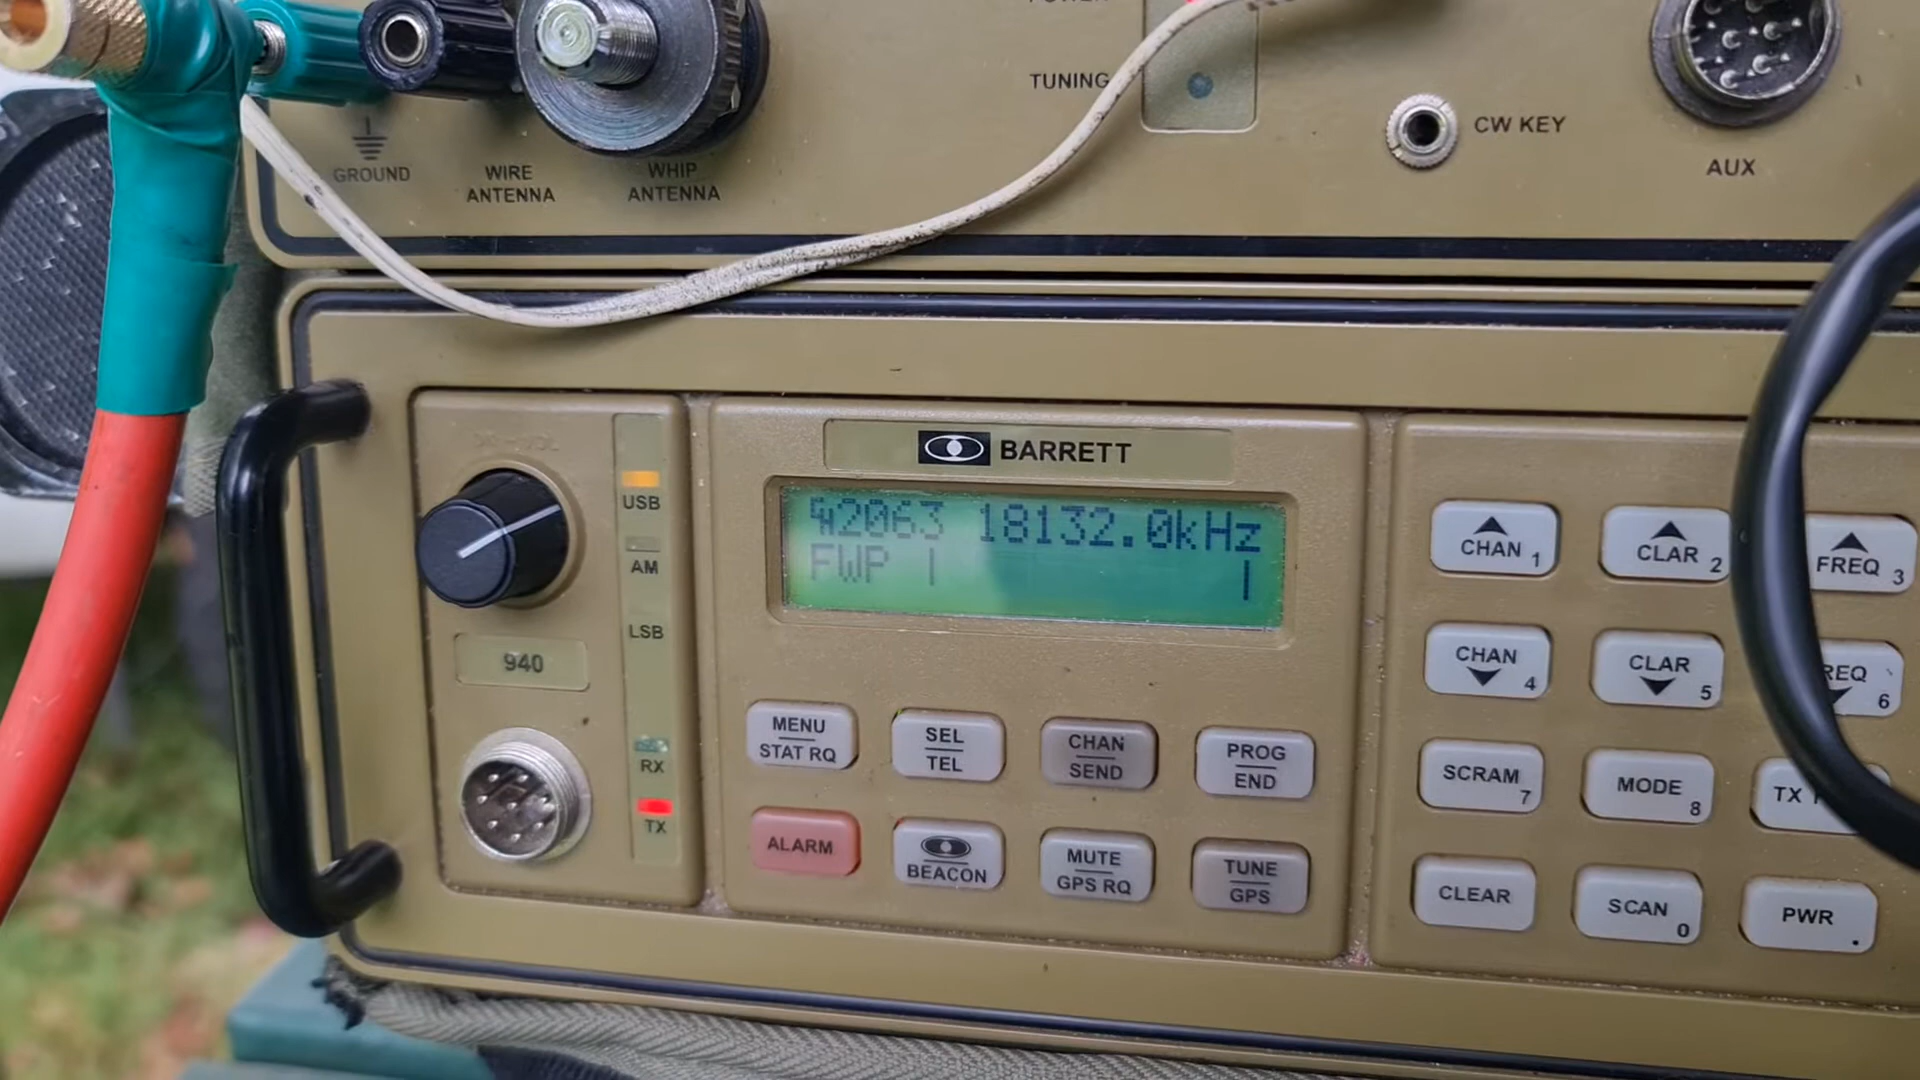 TUNING
CW KEY
AUX
GROUND
WIRE
ANTENNA
WHIP
ANTENNA
BARRETT
USB
AM
LSB
RX
TX
940
2063 18132.0kHz
FWP
MENU
STAT RQ
SEL
TEL
CHAN
SEND
PROG
END
ALARM
BEACON
MUTE
GPS RQ
TUNE
GPS
CHAN 1
CLAR 2
FREQ 3
CHAN 4
CLAR 5
REQ 6
SCRAM 7
MODE 8
TX
CLEAR
SCAN 0
PWR .